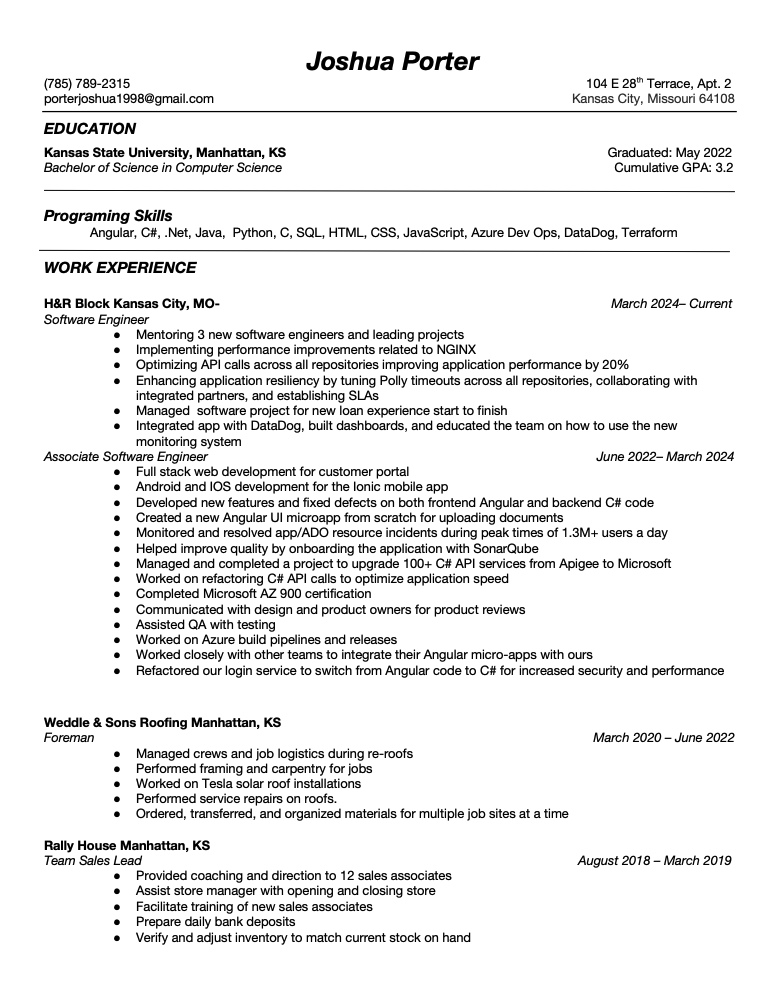 Joshua Porter
(785) 789-2315 104 E 28th Terrace, Apt. 2
porterjoshua1998@gmail.com Kansas City, Missouri 64108
EDUCATION
Kansas State University, Manhattan, KS Graduated: May 2022
Bachelor of Science in Computer Science Cumulative GPA: 3.2
Programing Skills
Angular, C#, .Net, Java, Python, C, SQL, HTML, CSS, JavaScript, Azure Dev Ops, DataDog, Terraform
WORK EXPERIENCE
H&R Block Kansas City, MO- March 2024– Current
Software Engineer
● Mentoring 3 new software engineers and leading projects
● Implementing performance improvements related to NGINX
● Optimizing API calls across all repositories improving application performance by 20%
● Enhancing application resiliency by tuning Polly timeouts across all repositories, collaborating with
integrated partners, and establishing SLAs
● Managed software project for new loan experience start to finish
● Integrated app with DataDog, built dashboards, and educated the team on how to use the new
monitoring system
Associate Software Engineer June 2022– March 2024
● Full stack web development for customer portal
● Android and IOS development for the Ionic mobile app
● Developed new features and fixed defects on both frontend Angular and backend C# code
● Created a new Angular UI microapp from scratch for uploading documents
● Monitored and resolved app/ADO resource incidents during peak times of 1.3M+ users a day
● Helped improve quality by onboarding the application with SonarQube
● Managed and completed a project to upgrade 100+ C# API services from Apigee to Microsoft
● Worked on refactoring C# API calls to optimize application speed
● Completed Microsoft AZ 900 certification
● Communicated with design and product owners for product reviews
● Assisted QA with testing
● Worked on Azure build pipelines and releases
● Worked closely with other teams to integrate their Angular micro-apps with ours
● Refactored our login service to switch from Angular code to C# for increased security and performance
Weddle & Sons Roofing Manhattan, KS
Foreman March 2020 – June 2022
● Managed crews and job logistics during re-roofs
● Performed framing and carpentry for jobs
● Worked on Tesla solar roof installations
● Performed service repairs on roofs.
● Ordered, transferred, and organized materials for multiple job sites at a time
Rally House Manhattan, KS
Team Sales Lead August 2018 – March 2019
● Provided coaching and direction to 12 sales associates
● Assist store manager with opening and closing store
● Facilitate training of new sales associates
● Prepare daily bank deposits
● Verify and adjust inventory to match current stock on hand